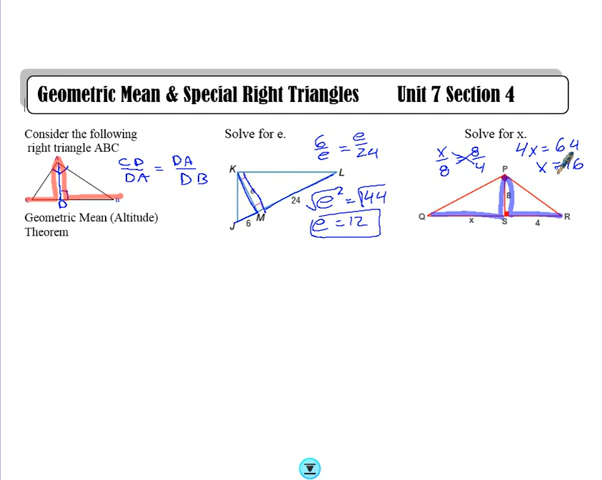 Geometric Mean & Special Right Triangles Unit 7 Section 4
Consider the following
right triangle ABC
CD/DA = DA/DB
D
Geometric Mean (Altitude)
Theorem
Solve for e.
6/e = e/24
K
L
e
24
J
6
M
√e² = √144
e = 12
Solve for x.
x/8 = 8/4
4x = 64
x = 16
P
8
Q
x
S
4
R